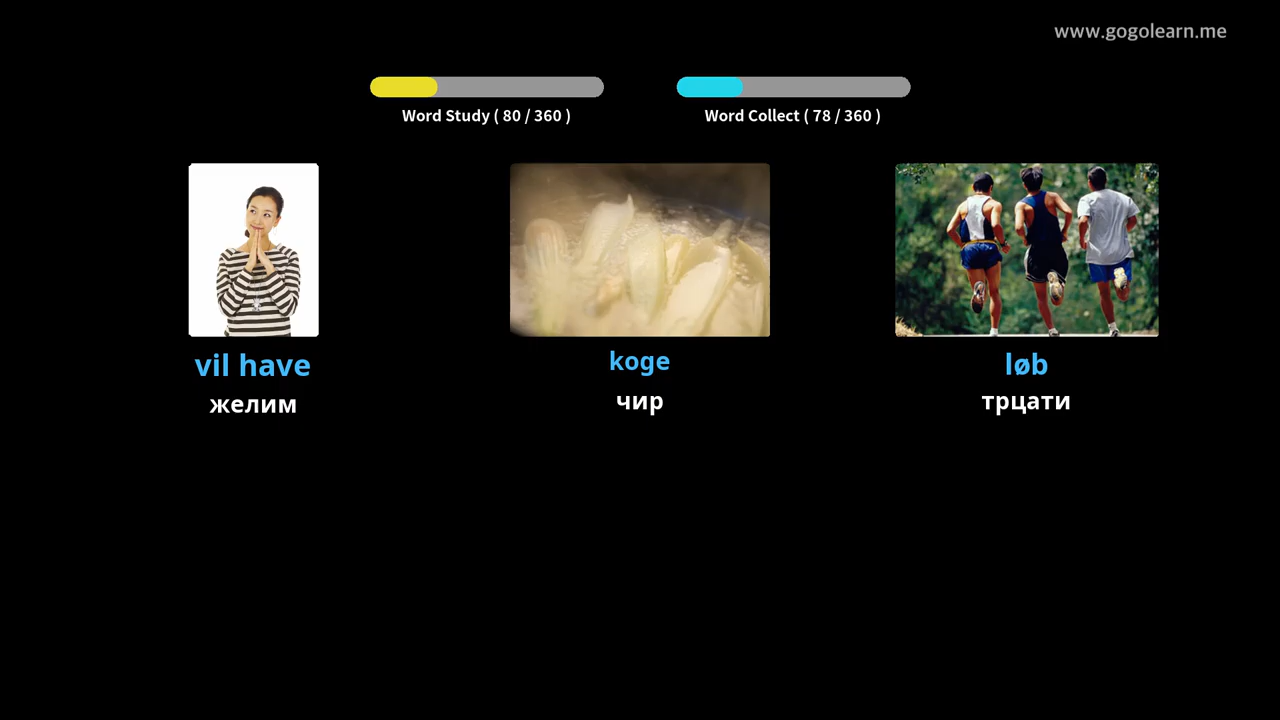 www.gogolearn.me
Word Study ( 80 / 360 )
Word Collect ( 78 / 360 )
vil have
желим
koge
чир
løb
трцати